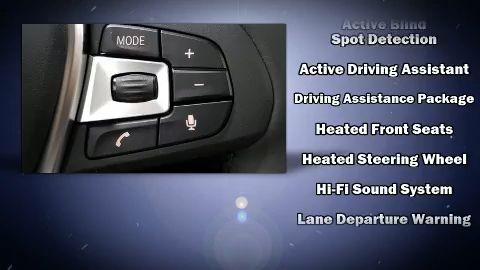 MODE
+
-
Active Blind
Spot Detection
Active Driving Assistant
Driving Assistance Package
Heated Front Seats
Heated Steering Wheel
Hi-Fi Sound System
Lane Departure Warning